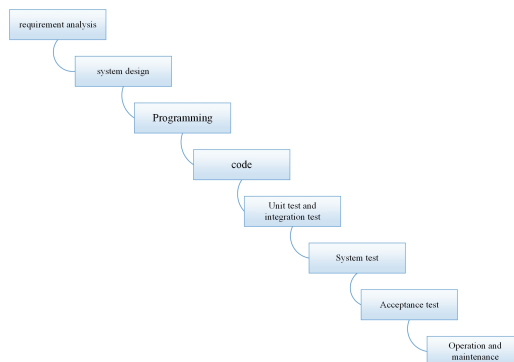 requirement analysis
system design
Programming
code
Unit test and
integration test
System test
Acceptance test
Operation and
maintenance